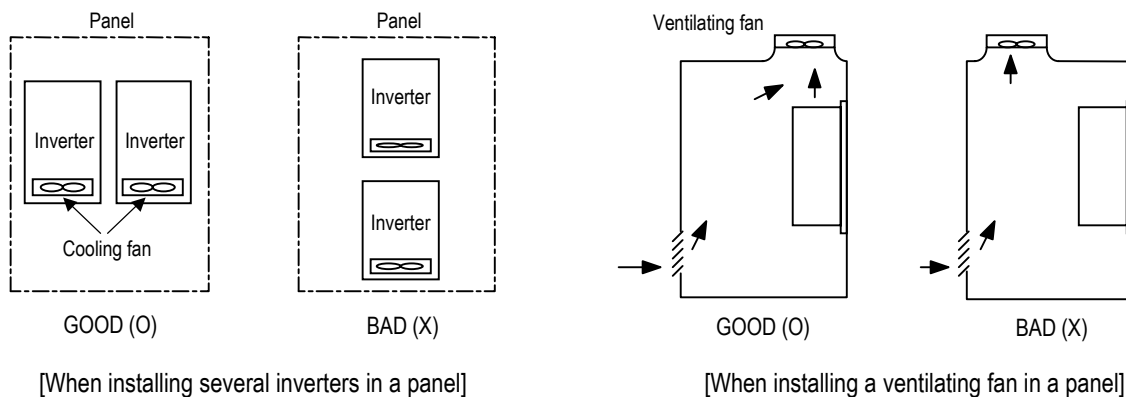 Panel
Panel
Inverter
Inverter
Cooling fan
Inverter
Inverter
GOOD (O)
BAD (X)
[When installing several inverters in a panel]
Ventilating fan
GOOD (O)
BAD (X)
[When installing a ventilating fan in a panel]